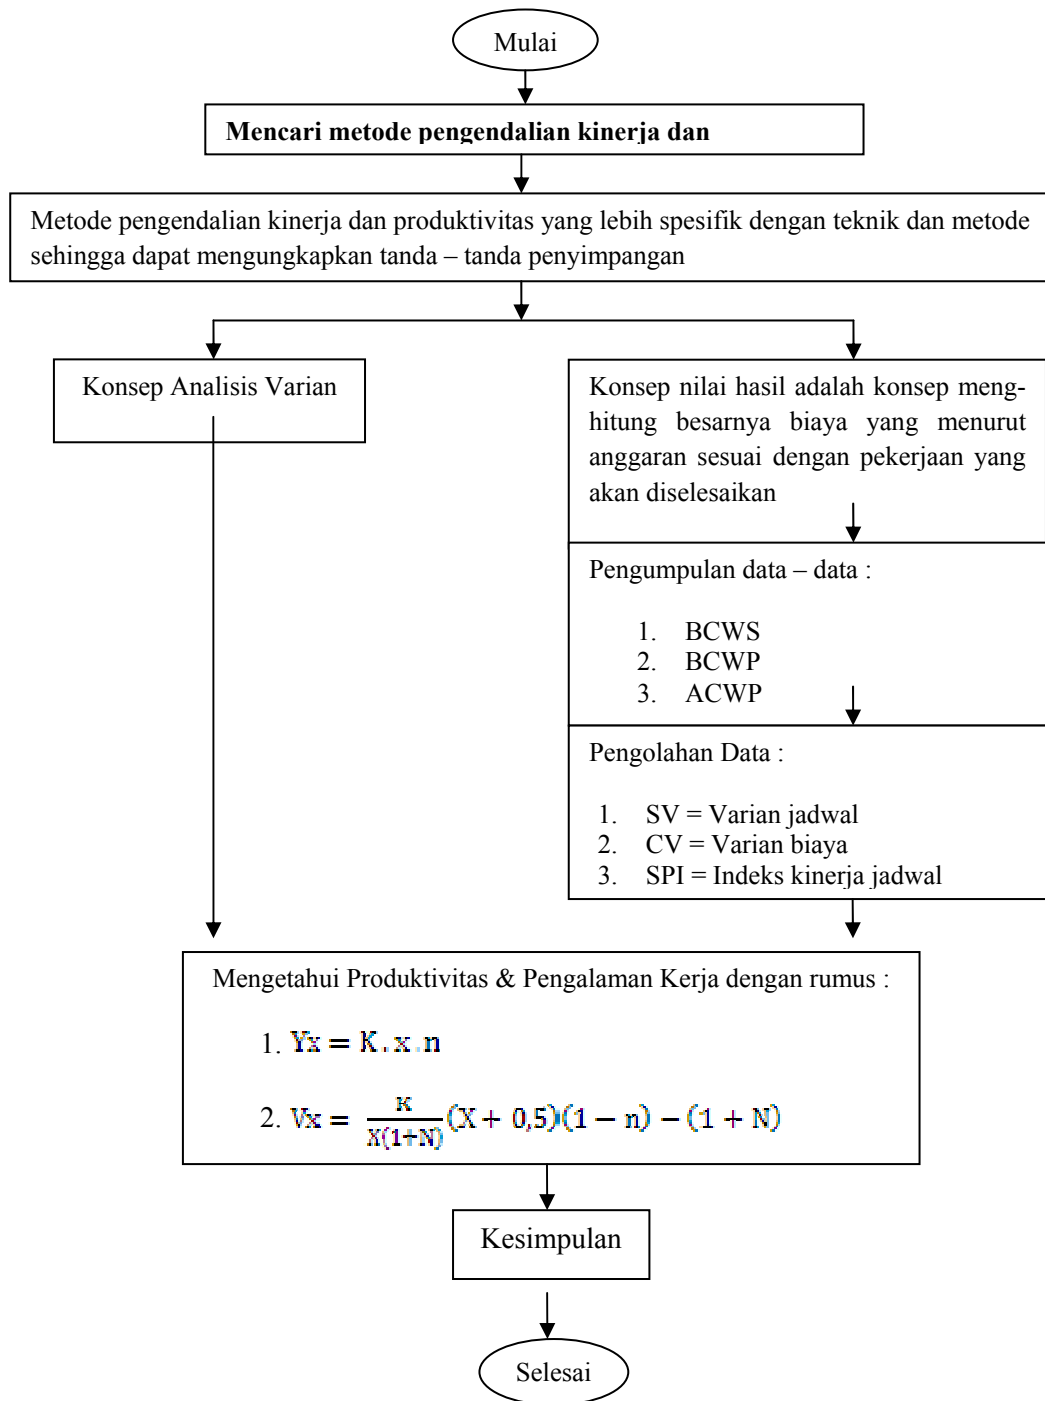 Mulai
Mencari metode pengendalian kinerja dan
Metode pengendalian kinerja dan produktivitas yang lebih spesifik dengan teknik dan metode
sehingga dapat mengungkapkan tanda – tanda penyimpangan
Konsep Analisis Varian
Konsep nilai hasil adalah konsep meng-
hitung besarnya biaya yang menurut
anggaran sesuai dengan pekerjaan yang
akan diselesaikan
Pengumpulan data – data :
1. BCWS
2. BCWP
3. ACWP
Pengolahan Data :
1. SV = Varian jadwal
2. CV = Varian biaya
3. SPI = Indeks kinerja jadwal
Mengetahui Produktivitas & Pengalaman Kerja dengan rumus :
1. Yx = K . x . n
2. Vx = K/X(1+N) (X + 0,5)(1 − n) − (1 + N)
Kesimpulan
Selesai